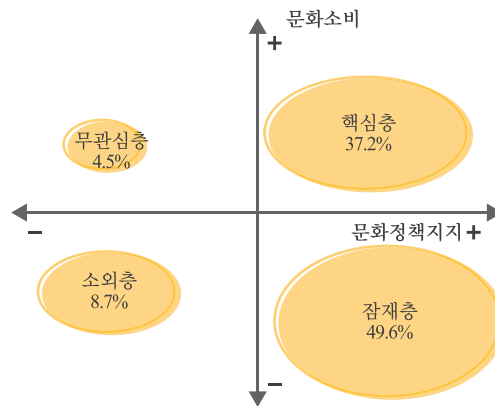 문화소비
+
핵심층
37.2%
무관심층
4.5%
−
문화정책지지 +
소외층
8.7%
잠재층
49.6%
−